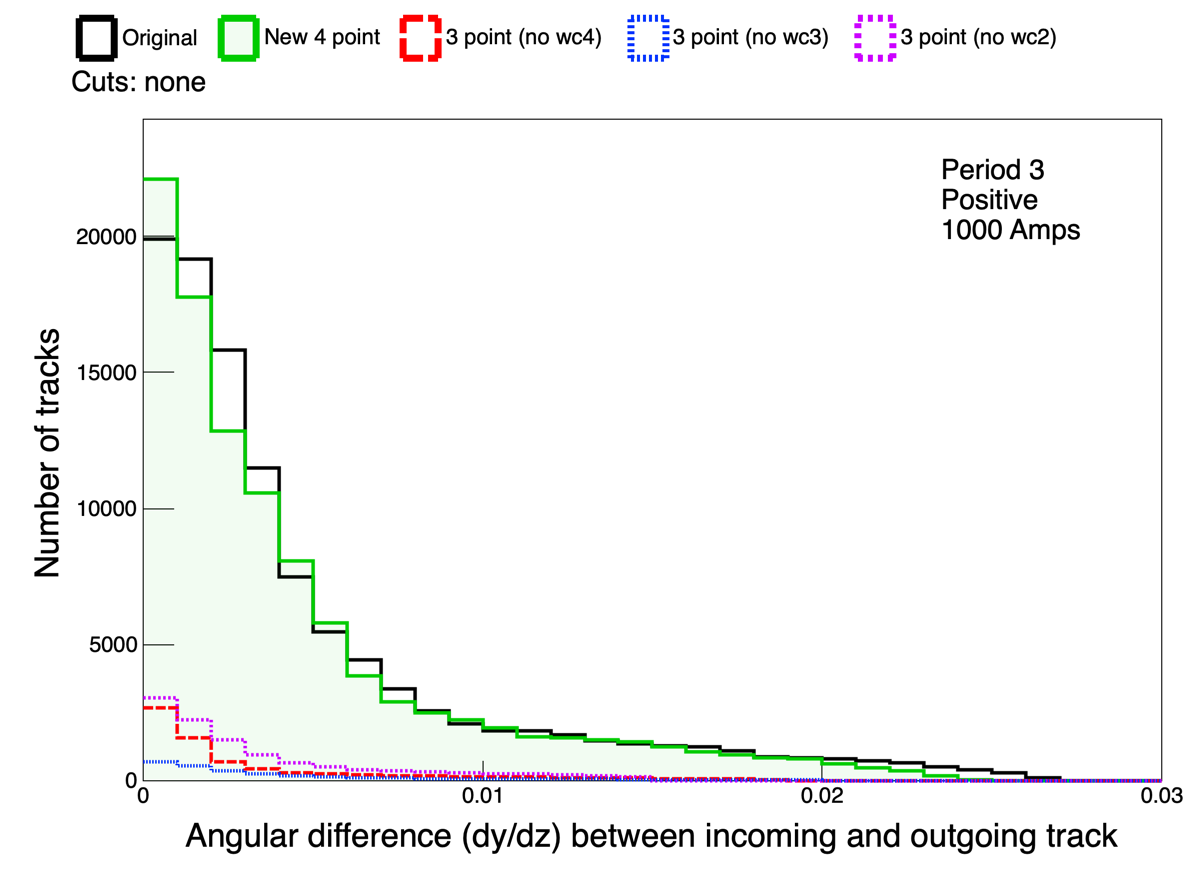 Original New 4 point 3 point (no wc4) 3 point (no wc3) 3 point (no wc2)
Cuts: none
Period 3
Positive
1000 Amps
20000
15000
10000
5000
0
Number of tracks
0 0.01 0.02 0.03
Angular difference (dy/dz) between incoming and outgoing track